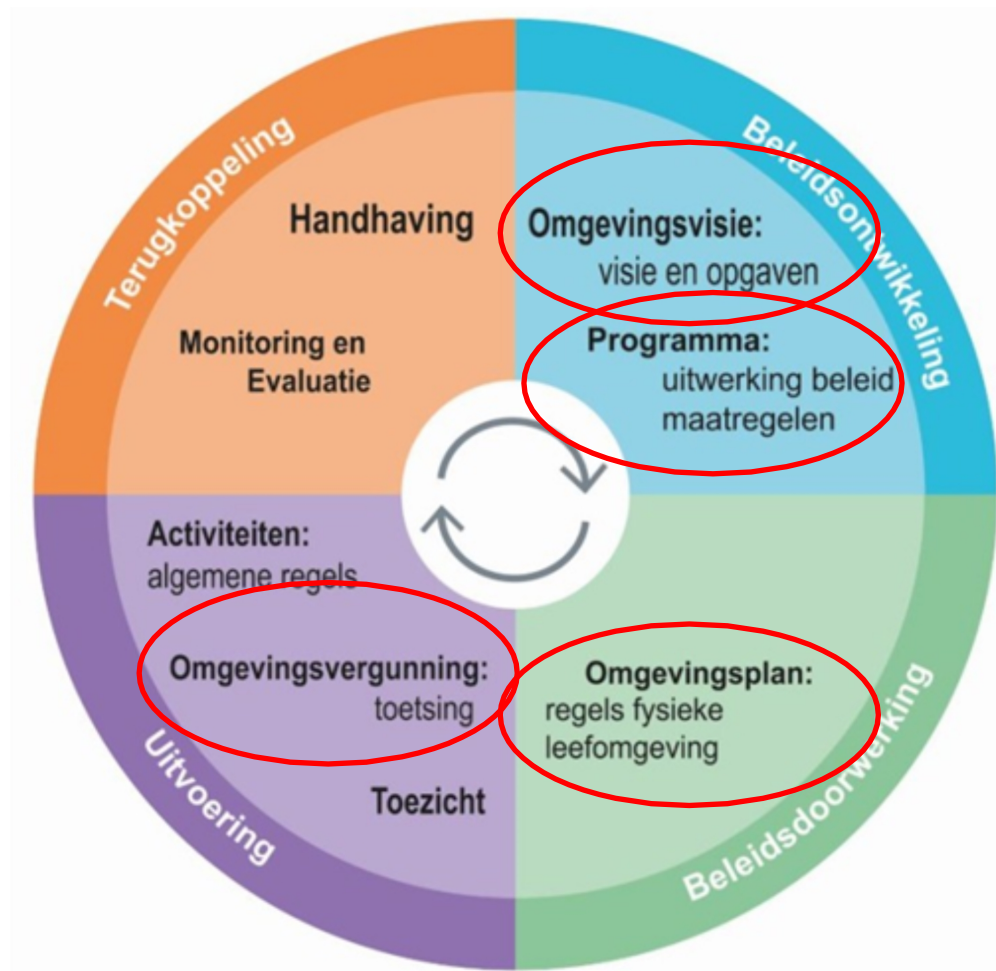 Beleidsontwikkeling
Omgevingsvisie:
visie en opgaven
Programma:
uitwerking beleid
maatregelen
Beleidsdoorwerking
Omgevingsplan:
regels fysieke
leefomgeving
Uitvoering
Activiteiten:
algemene regels
Omgevingsvergunning:
toetsing
Toezicht
Terugkoppeling
Handhaving
Monitoring en
Evaluatie